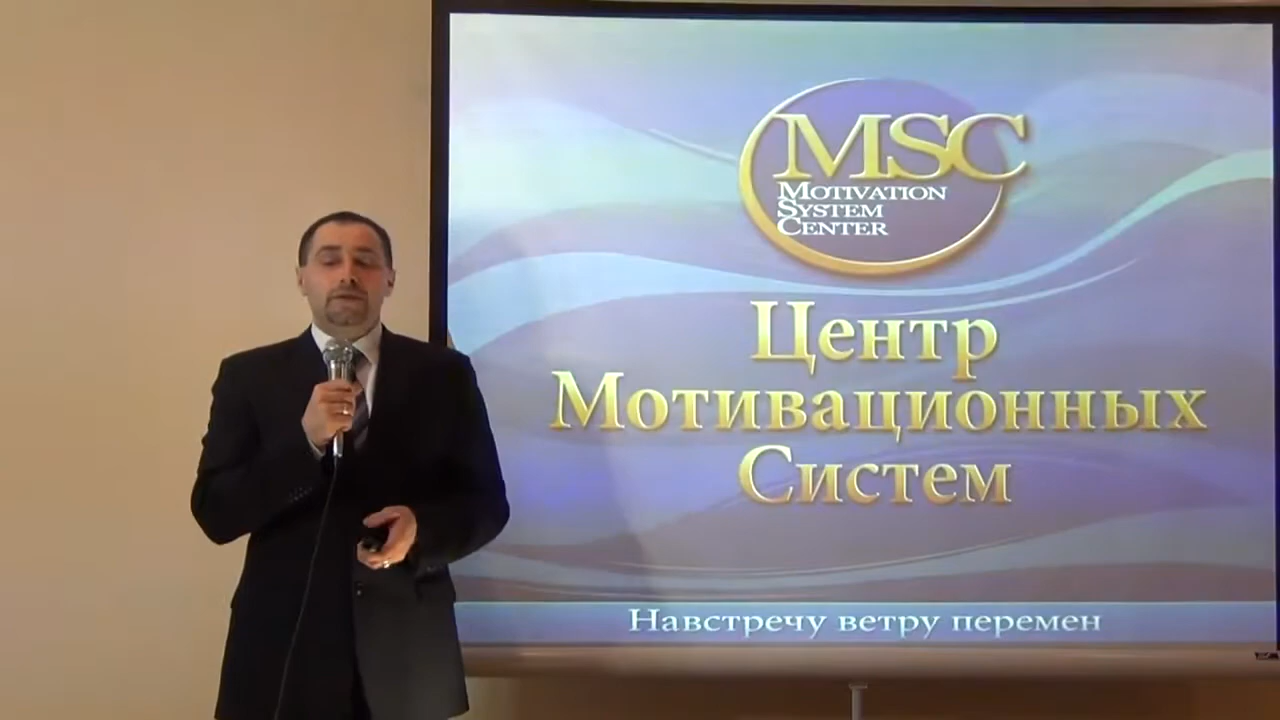 MSC
MOTIVATION
SYSTEM
CENTER
Центр
Мотивационных
Систем
Навстречу ветру перемен